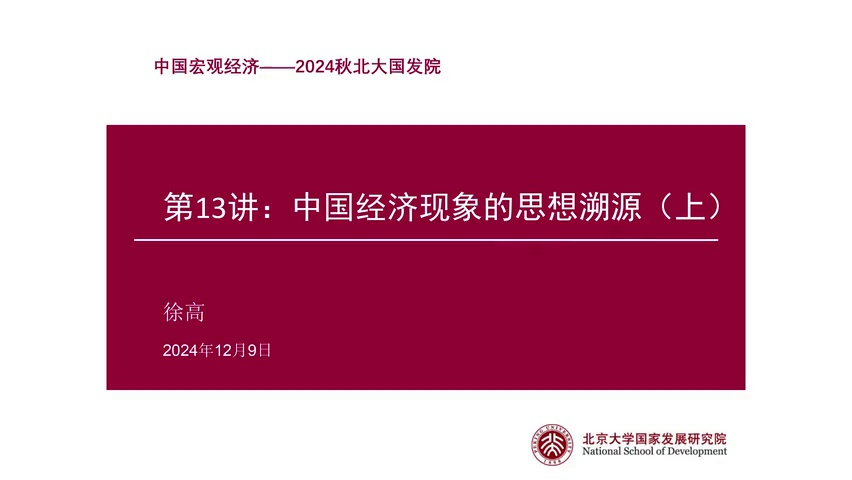 中国宏观经济——2024秋北大国发院
第13讲：中国经济现象的思想溯源（上）
徐高
2024年12月9日
PEKING UNIVERSITY
1898
北京大学国家发展研究院
National School of Development